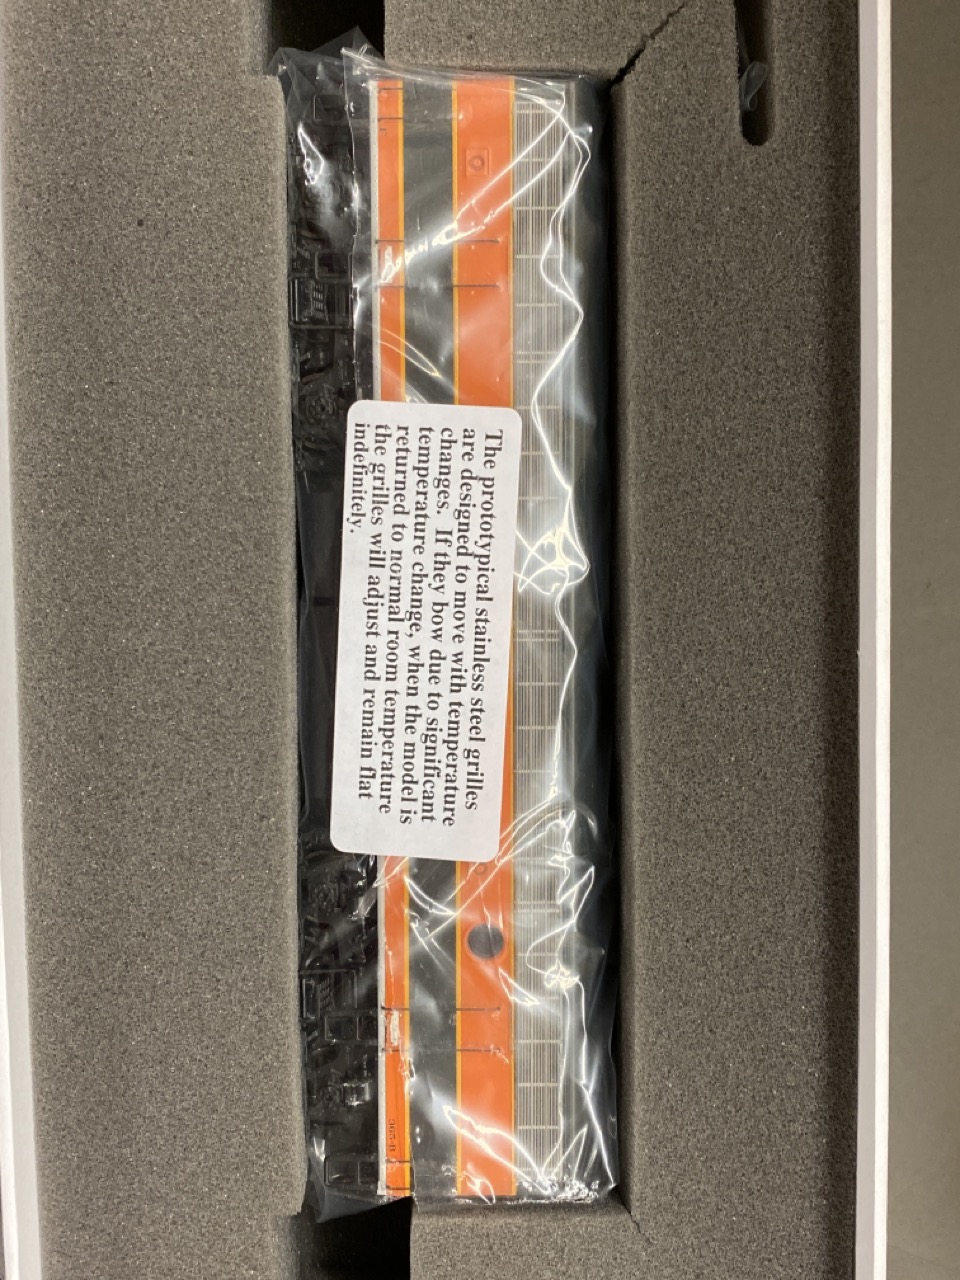 The prototypical stainless steel grilles
are designed to move with temperature
changes. If they bow due to significant
temperature change, when the model is
returned to normal room temperature
the grilles will adjust and remain flat
indefinitely.